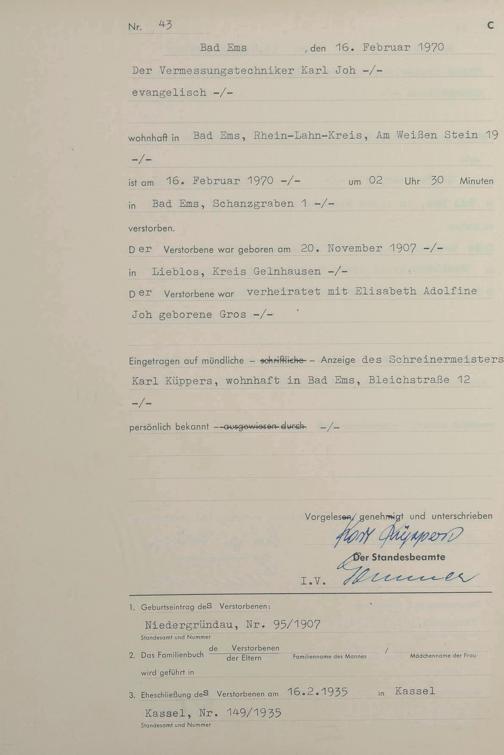 Nr. 43 C
Bad Ems , den 16. Februar 1970
Der Vermessungstechniker Karl Joh -/-
evangelisch -/-
wohnhaft in Bad Ems, Rhein-Lahn-Kreis, Am Weißen Stein 19
-/-
ist am 16. Februar 1970 -/- um 02 Uhr 30 Minuten
in Bad Ems, Schanzgraben 1 -/-
verstorben.
Der Verstorbene war geboren am 20. November 1907 -/-
in Lieblos, Kreis Gelnhausen -/-
Der Verstorbene war verheiratet mit Elisabeth Adolfine
Joh geborene Gros -/-
Eingetragen auf mündliche - schriftliche - Anzeige des Schreinermeisters
Karl Küppers, wohnhaft in Bad Ems, Bleichstraße 12
-/-
persönlich bekannt - ausgewiesen durch -/-
Vorgelesen, genehmigt und unterschrieben
Karl Küppers
Der Standesbeamte
I.V.
1. Geburtseintrag des Verstorbenen:
Niedergründau, Nr. 95/1907
Standesamt und Nummer
2. Das Familienbuch de Verstorbenen / der Eltern Familienname des Mannes / Mädchenname der Frau
wird geführt in
3. Eheschließung des Verstorbenen am 16.2.1935 in Kassel
Kassel, Nr. 149/1935
Standesamt und Nummer